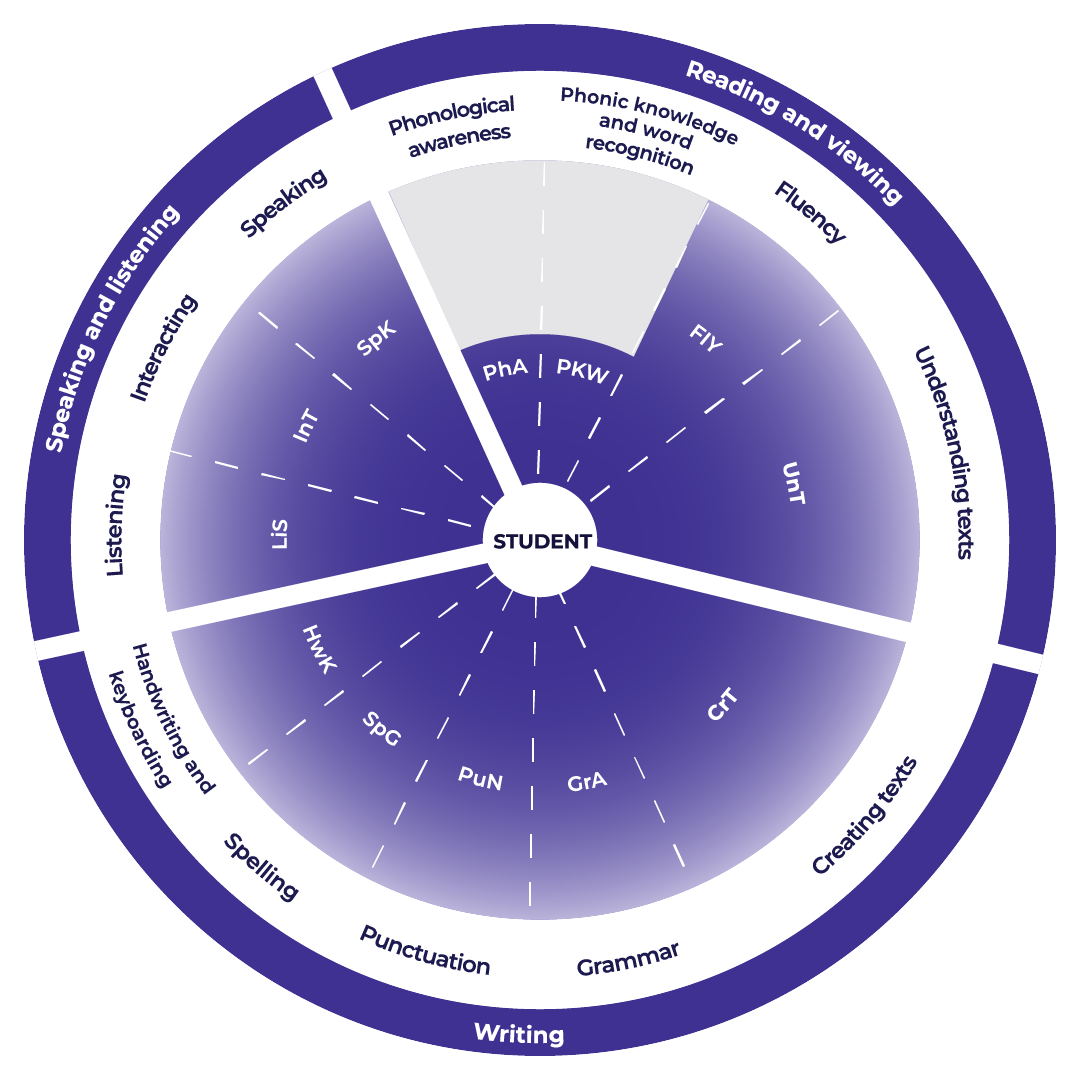 Reading and viewing
Phonological
awareness
Phonic knowledge
and word
recognition
Fluency
Understanding texts
PhA
PKW
FlY
UnT
Speaking and listening
Speaking
Interacting
Listening
SpK
InT
LiS
STUDENT
Writing
Handwriting and
keyboarding
Spelling
Punctuation
Grammar
Creating texts
HwK
SpG
PuN
GrA
CrT